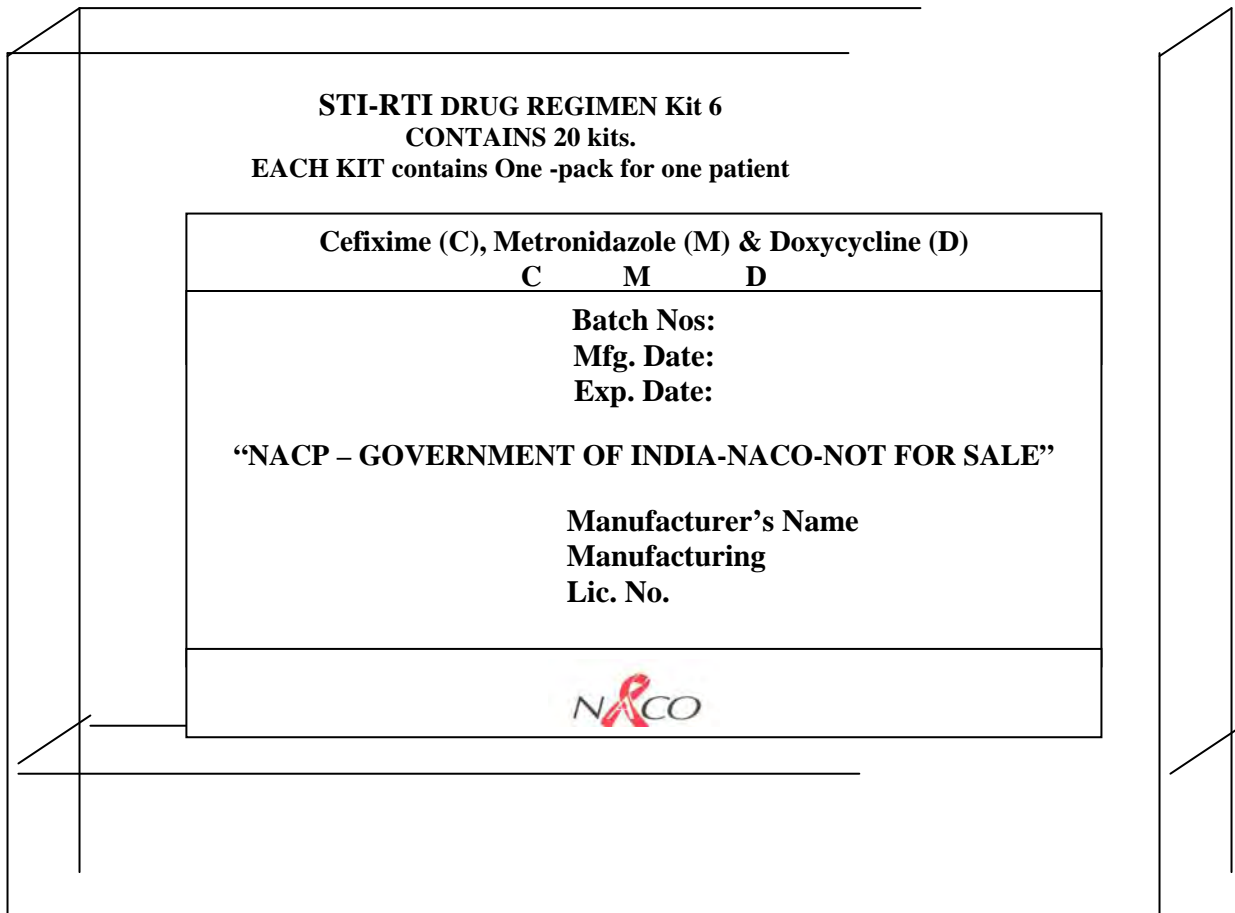 STI-RTI DRUG REGIMEN Kit 6
CONTAINS 20 kits.
EACH KIT contains One -pack for one patient
Cefixime (C), Metronidazole (M) & Doxycycline (D)
C M D
Batch Nos:
Mfg. Date:
Exp. Date:
“NACP – GOVERNMENT OF INDIA-NACO-NOT FOR SALE”
Manufacturer’s Name
Manufacturing
Lic. No.
NACO